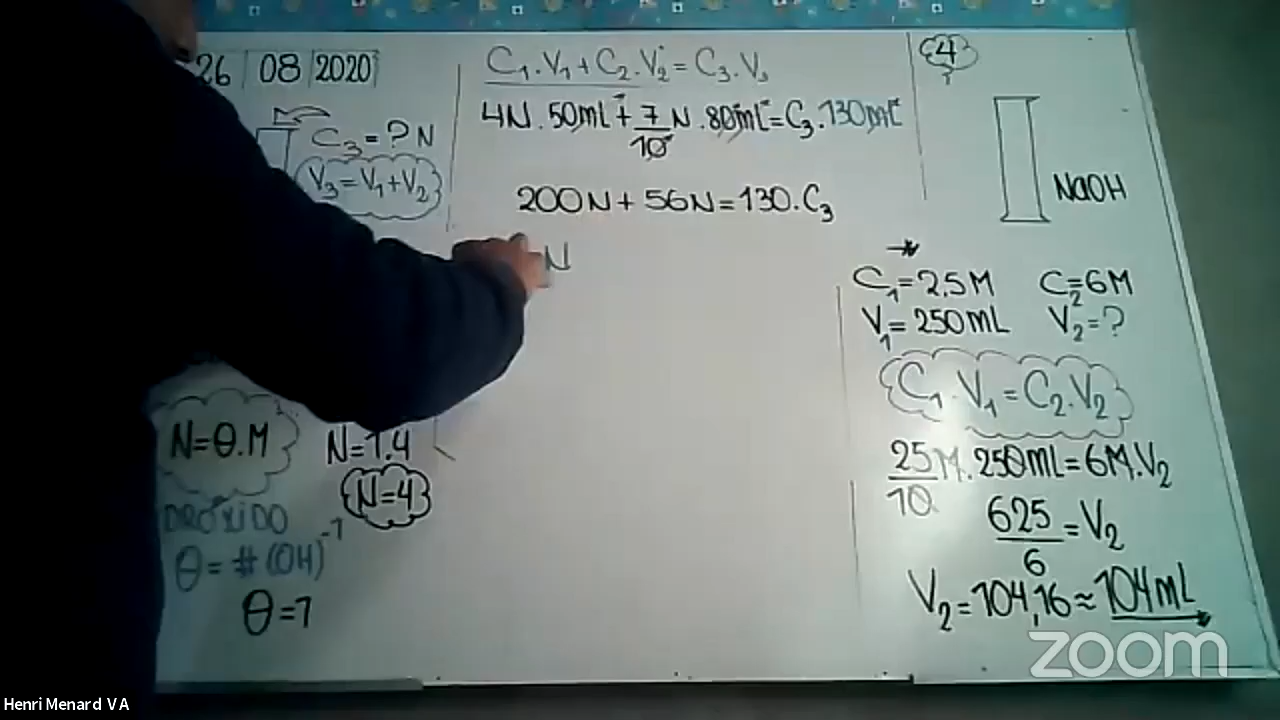 26 | 08 | 2020
C₃=?N
V₃=V₁+V₂
N=θ.M
N=1.4
N=4
DRÓXIDO
θ=#(OH)⁻¹
θ=1
C₁.V₁+C₂.V₂=C₃.V₃
4N.50mL+7/10N.80mL=C₃.130mL
200N+56N=130.C₃
N
4
NaOH
C₁=2.5M C₂=6M
V₁=250mL V₂=?
C₁.V₁=C₂.V₂
25/10M.250mL=6M.V₂
625/6=V₂
V₂=104,16≈104mL
zoom
Henri Menard VA